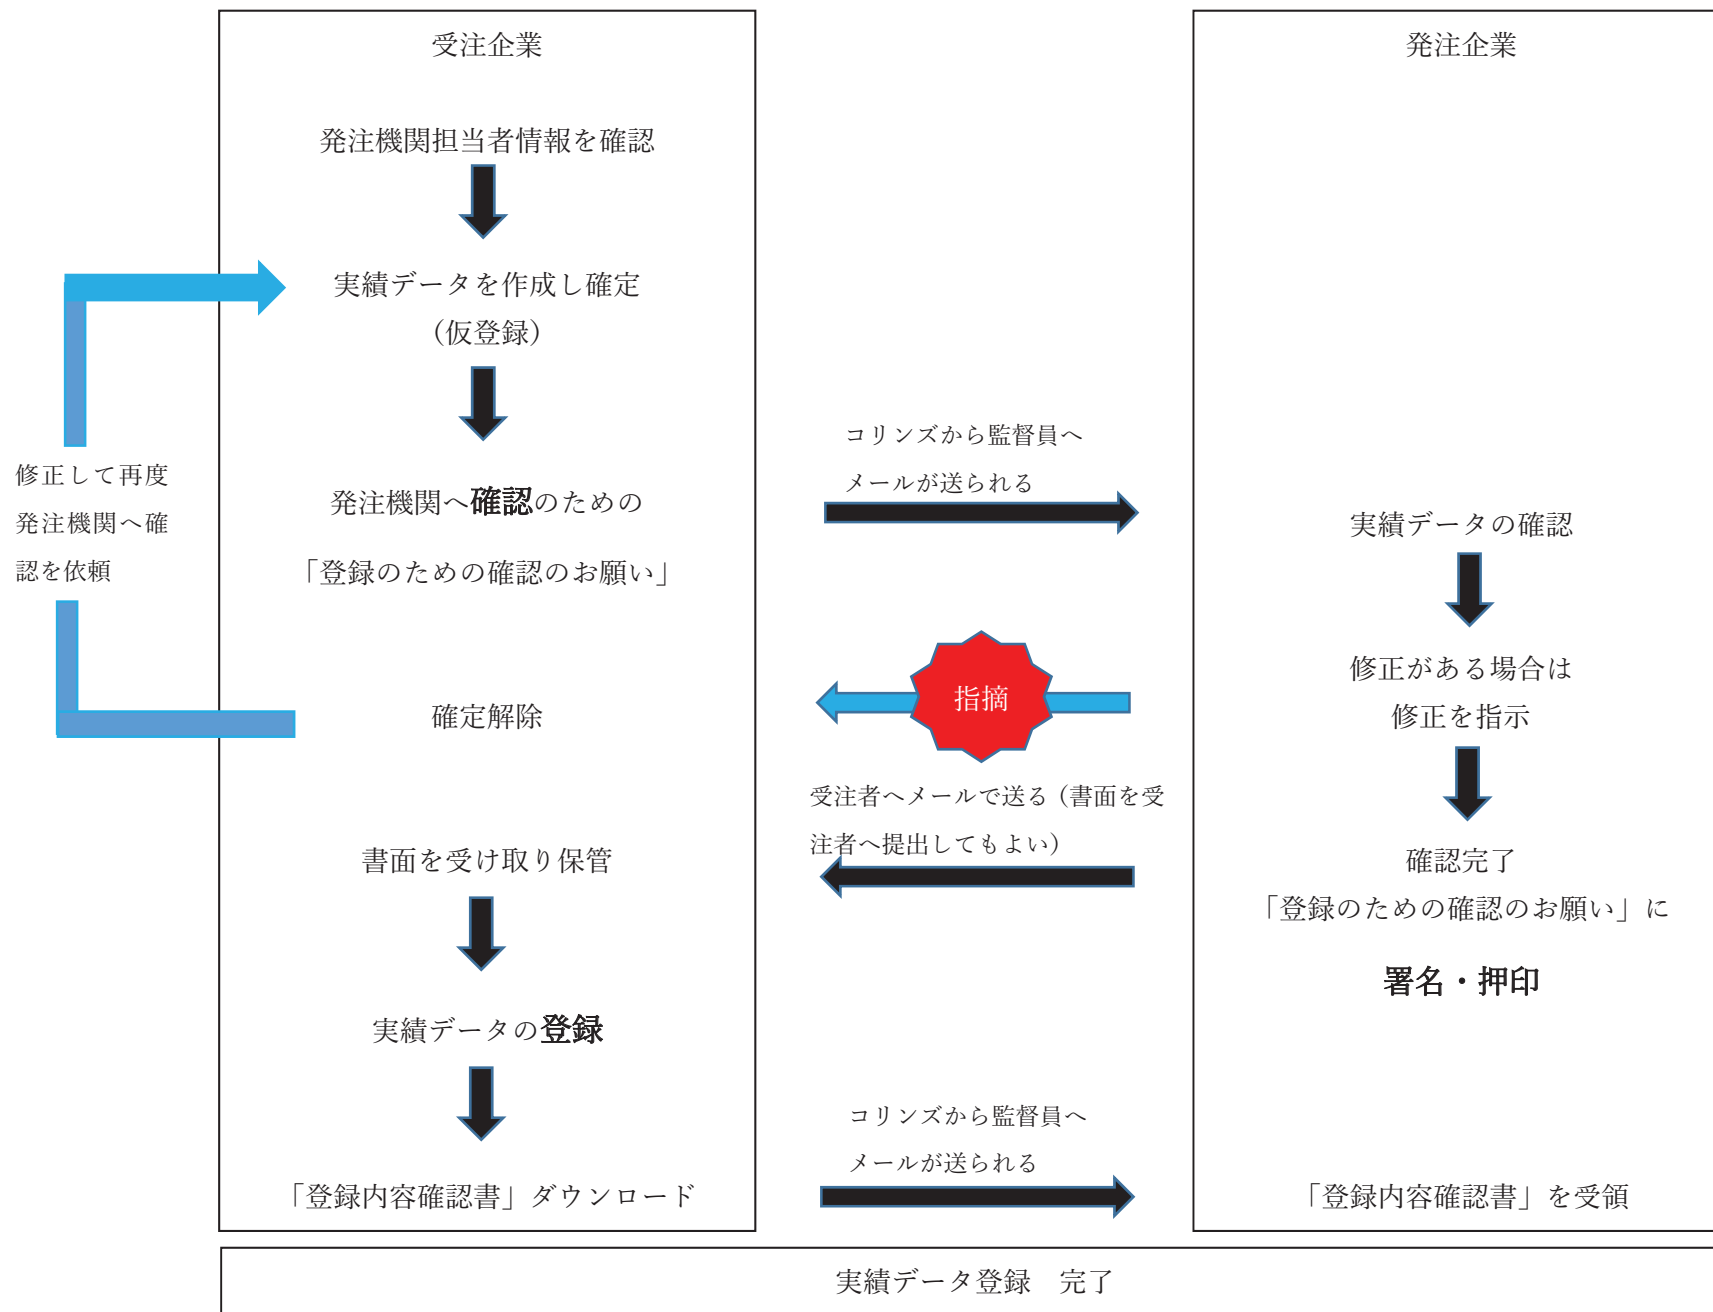 受注企業
発注機関担当者情報を確認
実績データを作成し確定
（仮登録）
発注機関へ確認のための
「登録のための確認のお願い」
確定解除
書面を受け取り保管
実績データの登録
「登録内容確認書」ダウンロード
修正して再度
発注機関へ確
認を依頼
コリンズから監督員へ
メールが送られる
指摘
受注者へメールで送る（書面を受
注者へ提出してもよい）
コリンズから監督員へ
メールが送られる
発注企業
実績データの確認
修正がある場合は
修正を指示
確認完了
「登録のための確認のお願い」に
署名・押印
「登録内容確認書」を受領
実績データ登録　完了